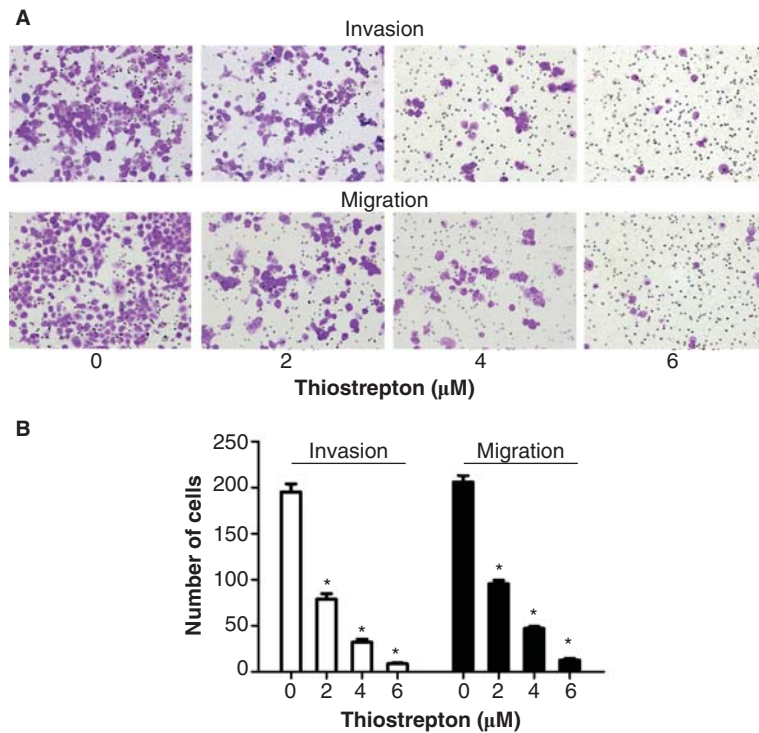 A
Invasion
Migration
0 2 4 6
Thiostrepton (µM)
B
250
200
150
100
50
0
Number of cells
Invasion Migration
* * * * * *
0 2 4 6 0 2 4 6
Thiostrepton (µM)